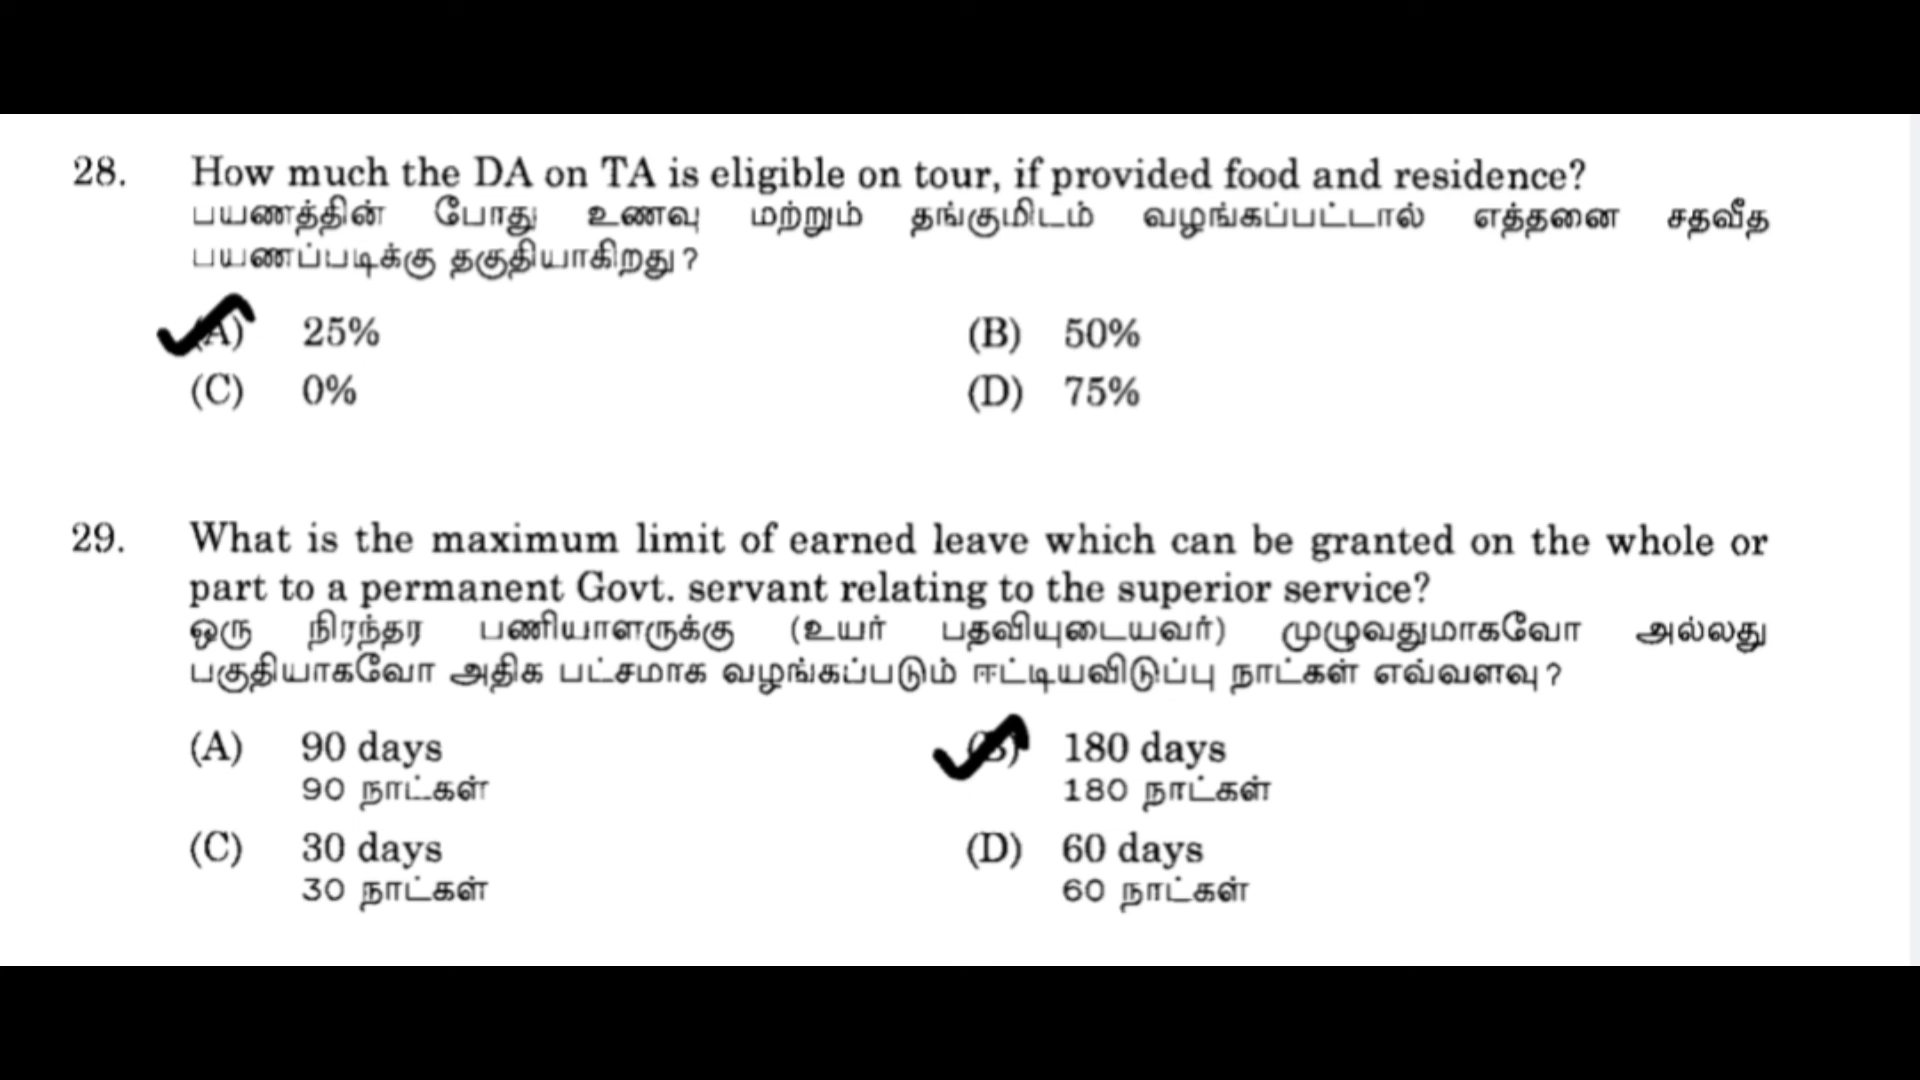 28. How much the DA on TA is eligible on tour, if provided food and residence?
பயணத்தின் போது உணவு மற்றும் தங்குமிடம் வழங்கப்பட்டால் எத்தனை சதவீத
பயணப்படிக்கு தகுதியாகிறது?
(A) 25% (B) 50%
(C) 0% (D) 75%
29. What is the maximum limit of earned leave which can be granted on the whole or
part to a permanent Govt. servant relating to the superior service?
ஒரு நிரந்தர பணியாளருக்கு (உயர் பதவியுடையவர்) முழுவதுமாகவோ அல்லது
பகுதியாகவோ அதிக பட்சமாக வழங்கப்படும் ஈட்டியவிடுப்பு நாட்கள் எவ்வளவு?
(A) 90 days (B) 180 days
90 நாட்கள் 180 நாட்கள்
(C) 30 days (D) 60 days
30 நாட்கள் 60 நாட்கள்